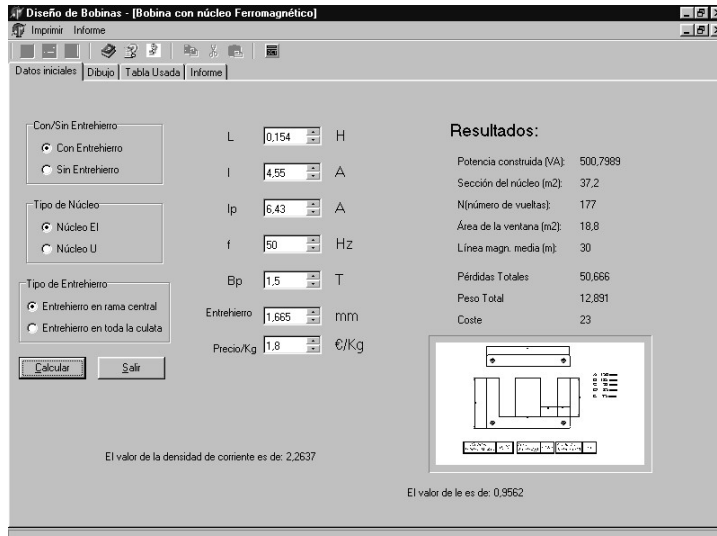 Diseño de Bobinas - [Bobina con núcleo Ferromagnético]
Imprimir Informe
Datos iniciales Dibujo Tabla Usada Informe
Con/Sin Entrehierro
Con Entrehierro
Sin Entrehierro
Tipo de Núcleo
Núcleo EI
Núcleo U
Tipo de Entrehierro
Entrehierro en rama central
Entrehierro en toda la culata
Calcular Salir
L 0,154 H
I 4,55 A
Ip 6,43 A
f 50 Hz
Bp 1,5 T
Entrehierro 1,665 mm
Precio/Kg 1,8 €/Kg
Resultados:
Potencia construida (VA): 500,7989
Sección del núcleo (m2): 37,2
N(número de vueltas): 177
Área de la ventana (m2): 18,8
Línea magn. media (m): 30
Pérdidas Totales 50,666
Peso Total 12,891
Coste 23
El valor de la densidad de corriente es de: 2,2637
El valor de le es de: 0,9562